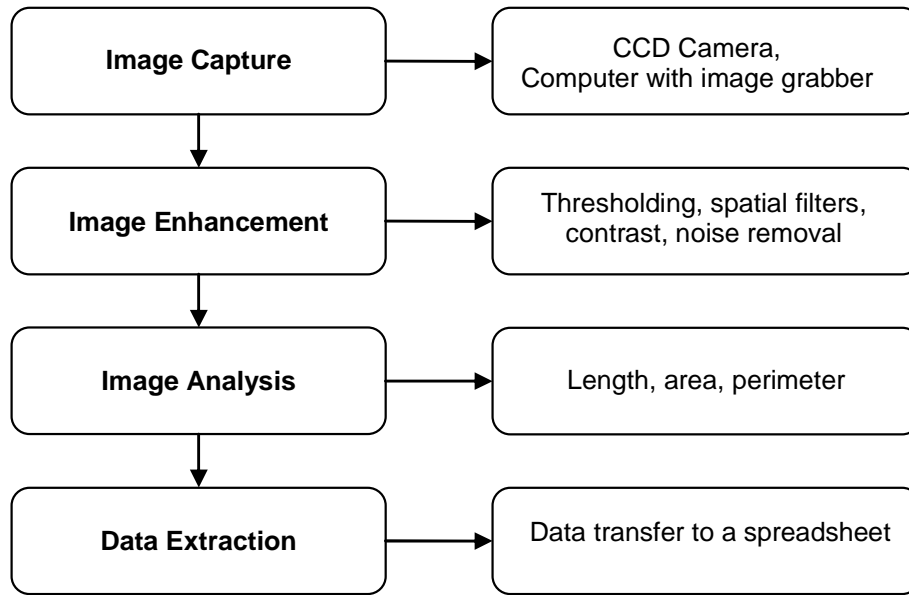 Image Capture
CCD Camera,
Computer with image grabber
Image Enhancement
Thresholding, spatial filters,
contrast, noise removal
Image Analysis
Length, area, perimeter
Data Extraction
Data transfer to a spreadsheet